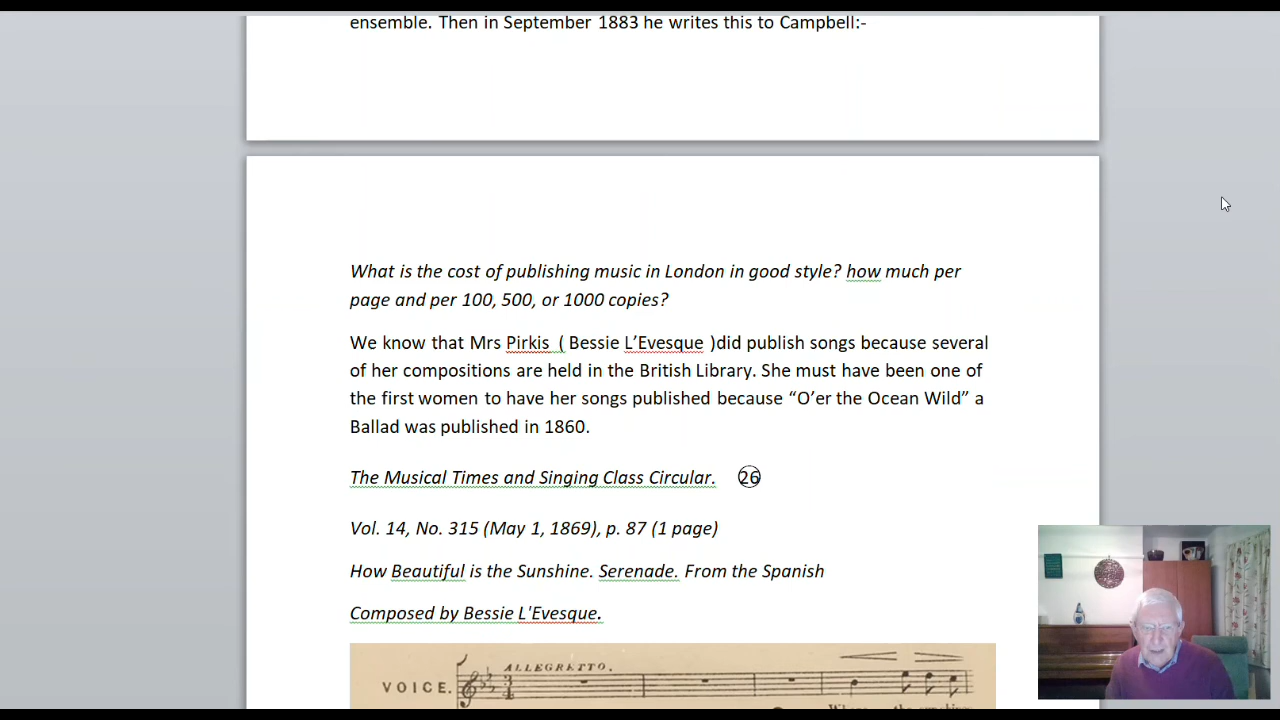 ensemble. Then in September 1883 he writes this to Campbell:-
What is the cost of publishing music in London in good style? how much per
page and per 100, 500, or 1000 copies?
We know that Mrs Pirkis ( Bessie L’Evesque )did publish songs because several
of her compositions are held in the British Library. She must have been one of
the first women to have her songs published because “O’er the Ocean Wild” a
Ballad was published in 1860.
The Musical Times and Singing Class Circular. 26
Vol. 14, No. 315 (May 1, 1869), p. 87 (1 page)
How Beautiful is the Sunshine. Serenade. From the Spanish
Composed by Bessie L'Evesque.
ALLEGRETTO.
VOICE.